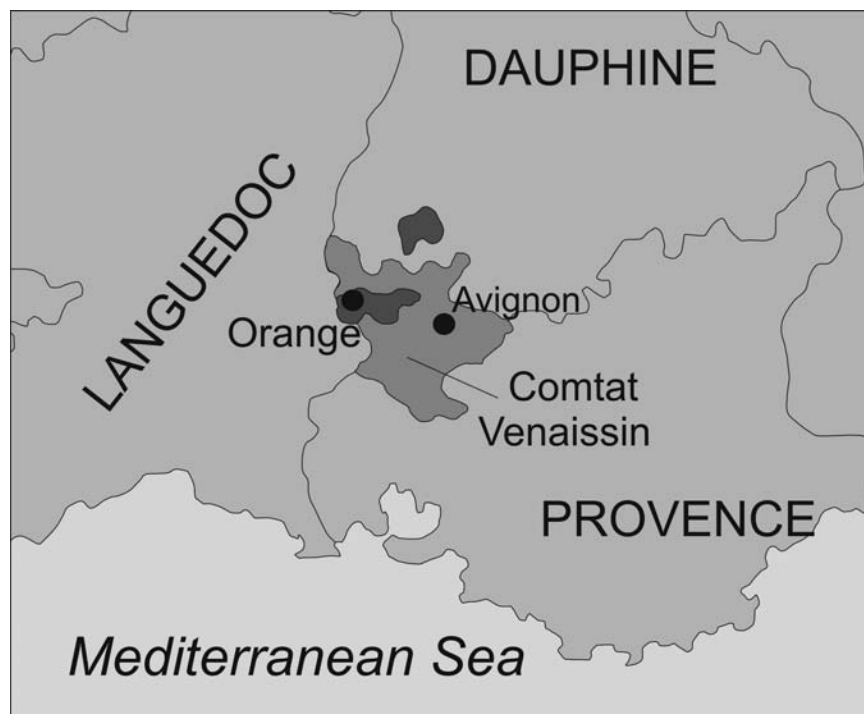 DAUPHINE
LANGUEDOC
Avignon
Orange
Comtat
Venaissin
PROVENCE
Mediterranean Sea